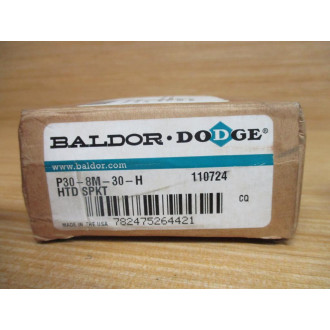 BALDOR · DODGE®
www.baldor.com
P30-8M-30-H 110724
HTD SPKT
CQ
MADE IN THE USA 782475264421